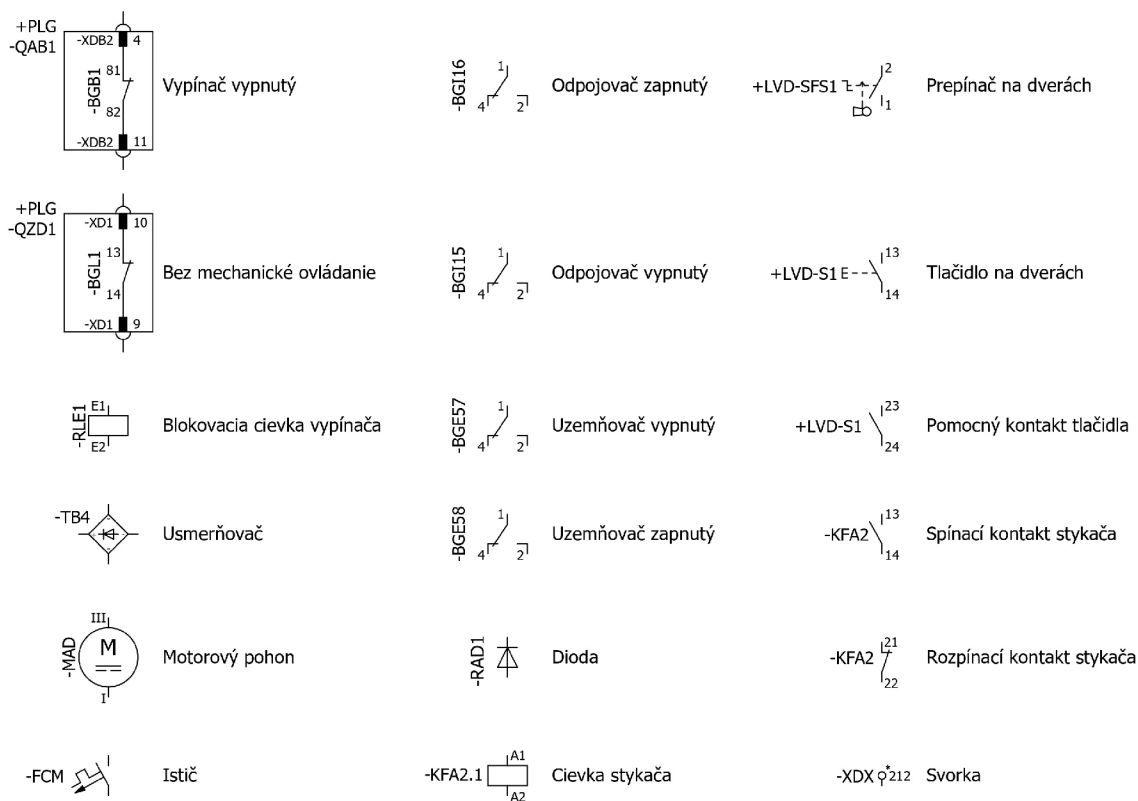 +PLG
-QAB1
-XDB2 4
81
-BGB1
82
-XDB2 11
Vypínač vypnutý
1
-BGI16
4 2
Odpojovač zapnutý
2
+LVD-SFS1
1
Prepínač na dverách
+PLG
-QZD1
-XD1 10
13
-BGL1
14
-XD1 9
Bez mechanické ovládanie
1
-BGI15
4 2
Odpojovač vypnutý
13
+LVD-S1
14
Tlačidlo na dverách
E1
-RLE1
E2
Blokovacia cievka vypínača
1
-BGE57
4 2
Uzemňovač vypnutý
23
+LVD-S1
24
Pomocný kontakt tlačidla
-TB4
Usmerňovač
1
-BGE58
4 2
Uzemňovač zapnutý
13
-KFA2
14
Spínací kontakt stykača
III
-MAD
M
I
Motorový pohon
-RAD1
Dioda
21
-KFA2
22
Rozpínací kontakt stykača
-FCM
Istič
A1
-KFA2.1
A2
Cievka stykača
-XDX *212
Svorka